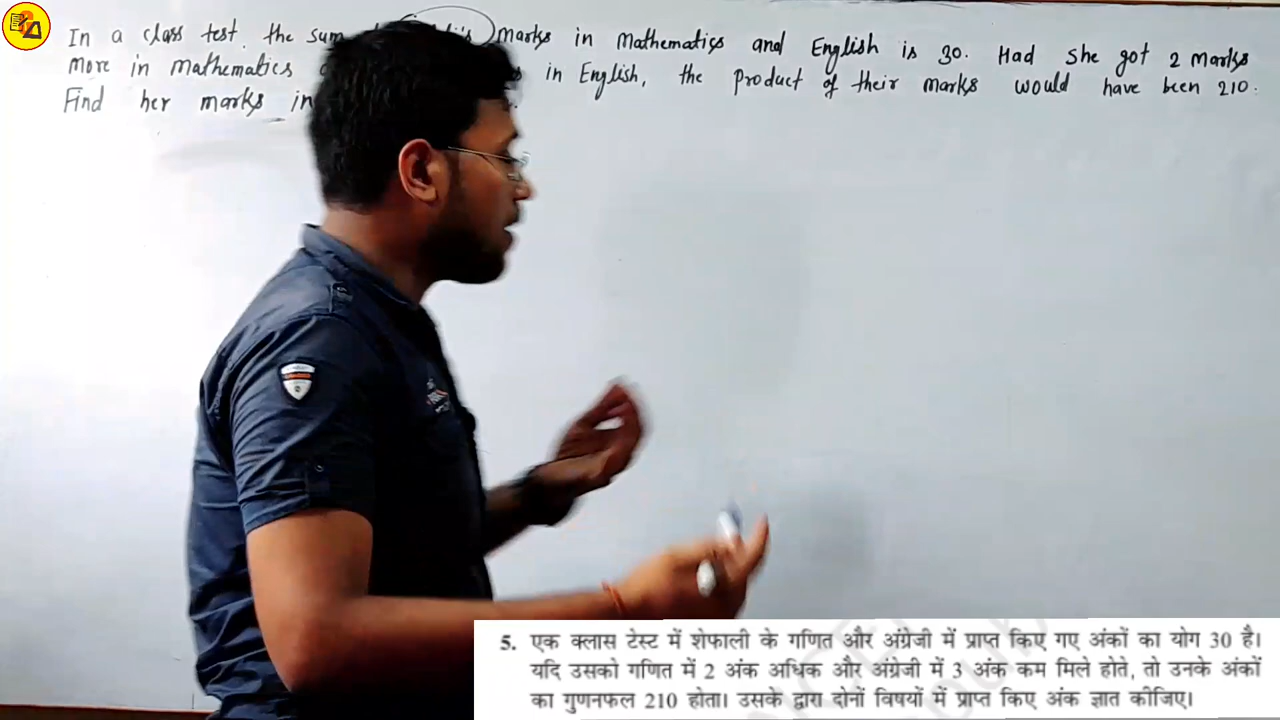 In a class test, the sum marks in Mathematics and English is 30. Had she got 2 marks
More in Mathematics in English, the product of their marks would have been 210.
Find her marks in
5. एक क्लास टेस्ट में शेफाली के गणित और अंग्रेजी में प्राप्त किए गए अंकों का योग 30 है।
यदि उसको गणित में 2 अंक अधिक और अंग्रेजी में 3 अंक कम मिले होते, तो उनके अंकों
का गुणनफल 210 होता। उसके द्वारा दोनों विषयों में प्राप्त किए अंक ज्ञात कीजिए।